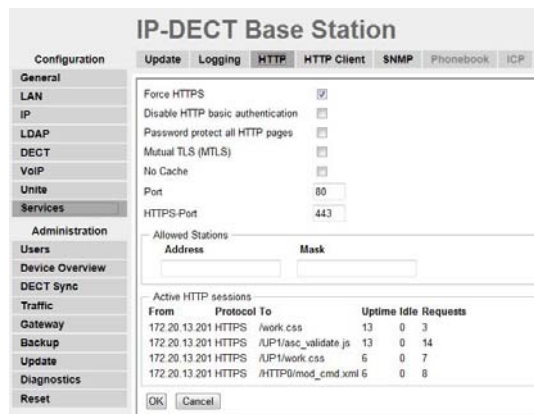 IP-DECT Base Station
Configuration
General
LAN
IP
LDAP
DECT
VoIP
Unite
Services
Administration
Users
Device Overview
DECT Sync
Traffic
Gateway
Backup
Update
Diagnostics
Reset
Update Logging HTTP HTTP Client SNMP Phonebook ICP
Force HTTPS
Disable HTTP basic authentication
Password protect all HTTP pages
Mutual TLS (MTLS)
No Cache
Port 80
HTTPS-Port 443
Allowed Stations
Address Mask
Active HTTP sessions
From Protocol To Uptime Idle Requests
172.20.13.201 HTTPS /work.css 13 0 3
172.20.13.201 HTTPS /UP1/asc_validate.js 13 0 14
172.20.13.201 HTTPS /UP1/work.css 6 0 7
172.20.13.201 HTTPS /HTTP0/mod_cmd.xml 6 0 8
OK Cancel